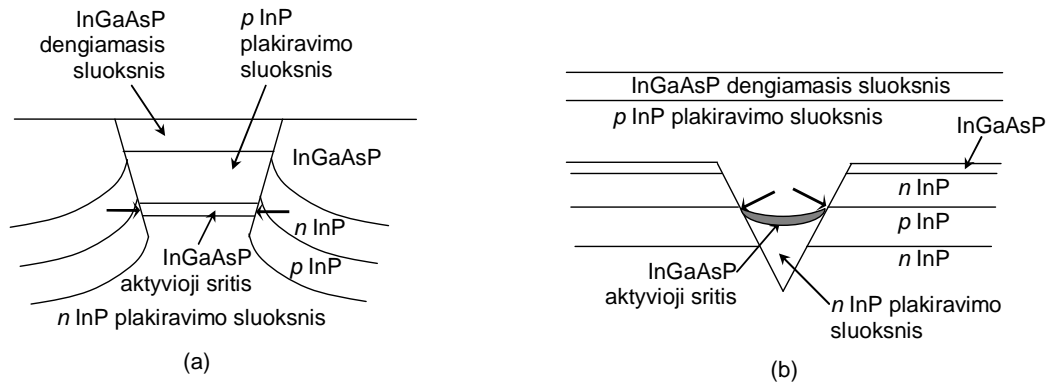 InGaAsP
dengiamasis
sluoksnis
p InP
plakiravimo
sluoksnis
InGaAsP
n InP
p InP
InGaAsP
aktyvioji sritis
n InP plakiravimo sluoksnis
(a)
InGaAsP dengiamasis sluoksnis
p InP plakiravimo sluoksnis
InGaAsP
n InP
p InP
n InP
InGaAsP
aktyvioji sritis
n InP plakiravimo
sluoksnis
(b)